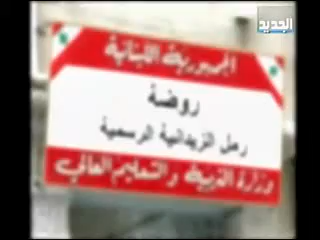 الجديد
الجمهورية اللبنانية
روضة
رمل الزيدانية الرسمية
وزارة التربية والتعليم العالي